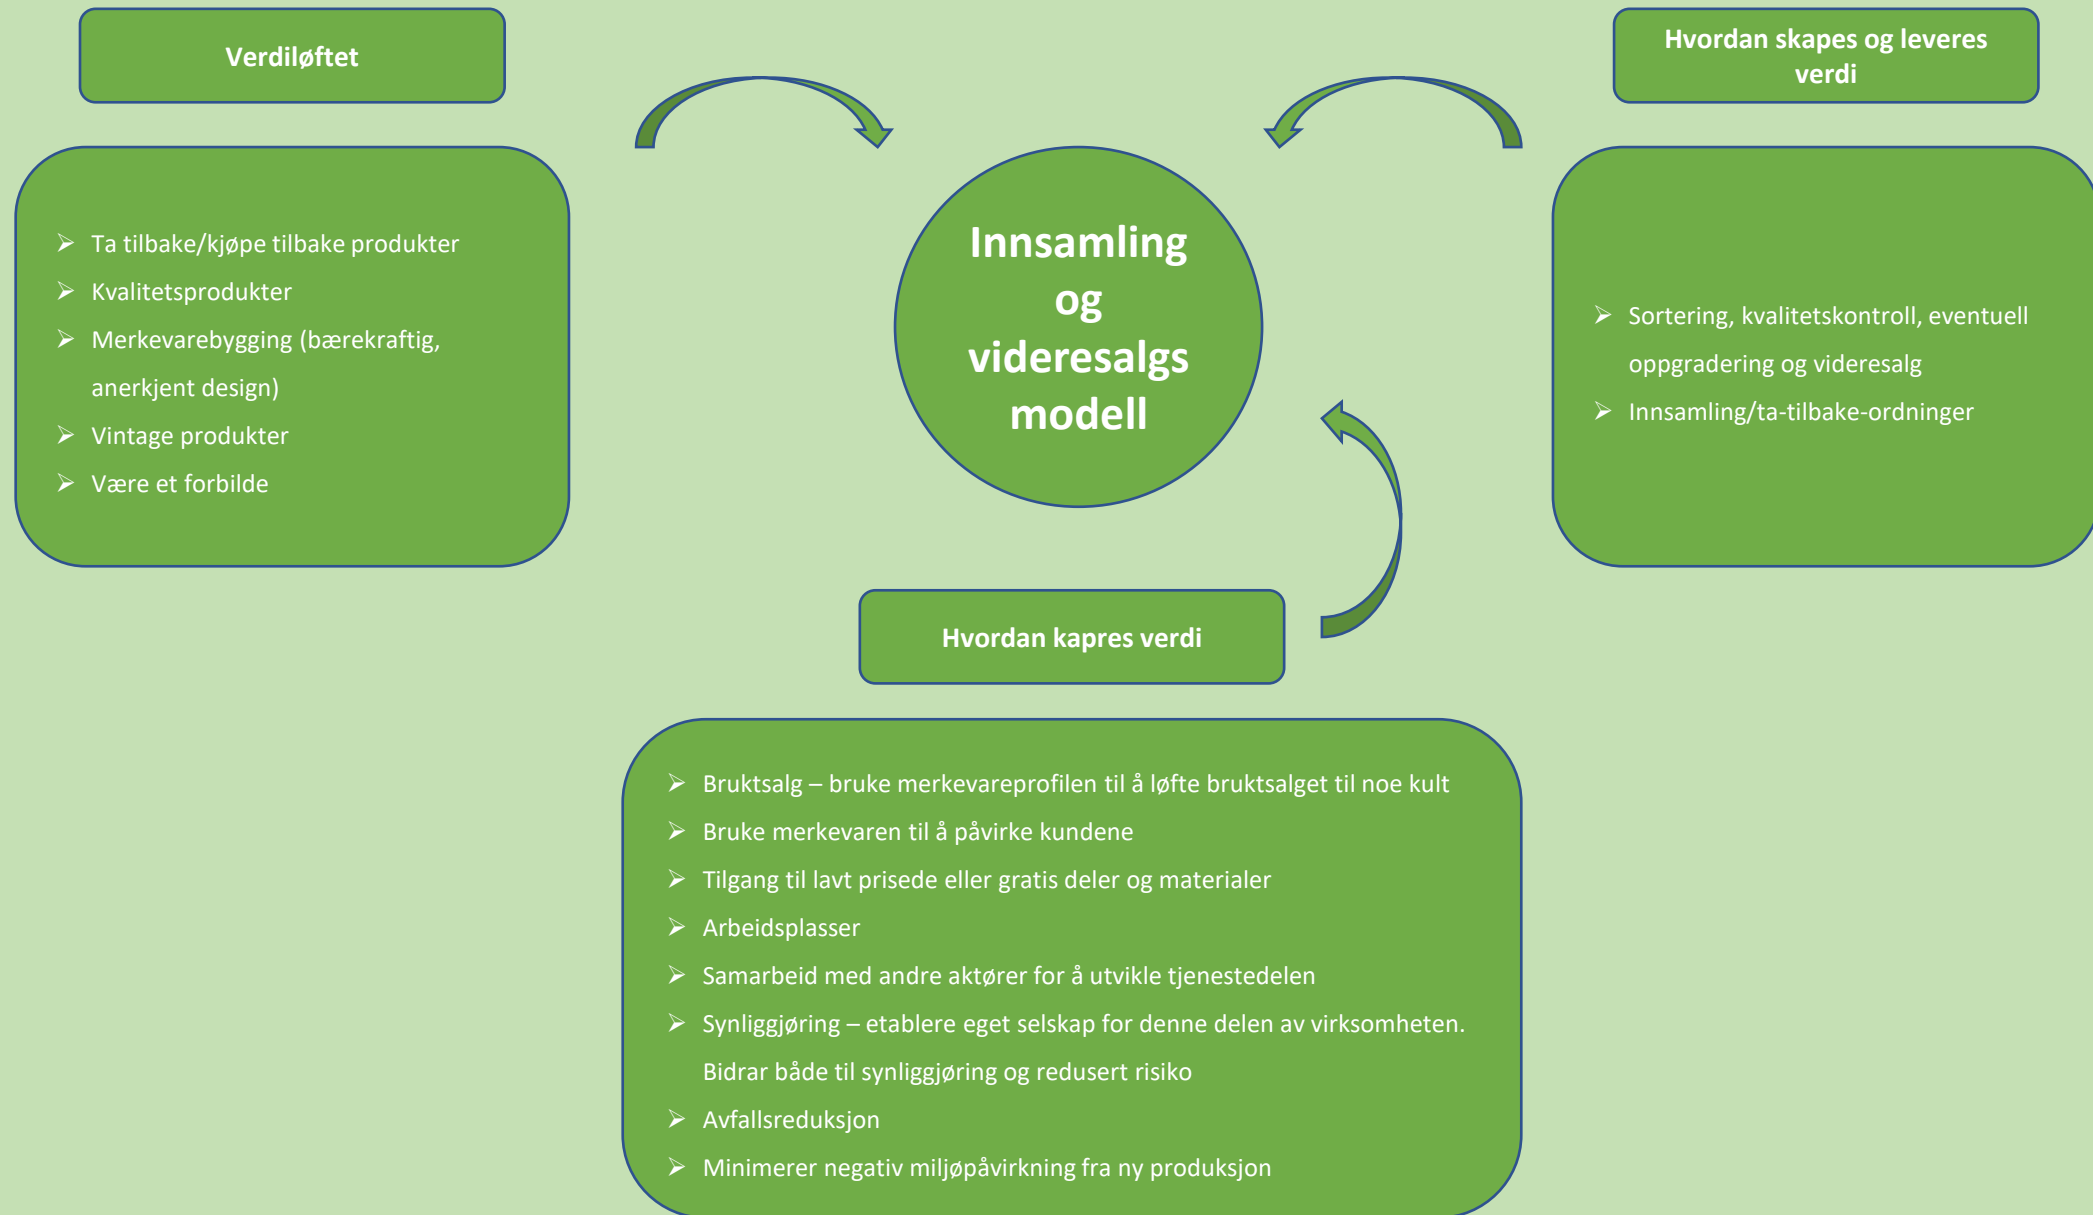 Verdiløftet
Ta tilbake/kjøpe tilbake produkter
Kvalitetsprodukter
Merkevarebygging (bærekraftig,
anerkjent design)
Vintage produkter
Være et forbilde
Innsamling
og
videresalgs
modell
Hvordan skapes og leveres
verdi
Sortering, kvalitetskontroll, eventuell
oppgradering og videresalg
Innsamling/ta-tilbake-ordninger
Hvordan kapres verdi
Bruktsalg – bruke merkevareprofilen til å løfte bruktsalget til noe kult
Bruke merkevaren til å påvirke kundene
Tilgang til lavt prisede eller gratis deler og materialer
Arbeidsplasser
Samarbeid med andre aktører for å utvikle tjenestedelen
Synliggjøring – etablere eget selskap for denne delen av virksomheten.
Bidrar både til synliggjøring og redusert risiko
Avfallsreduksjon
Minimerer negativ miljøpåvirkning fra ny produksjon